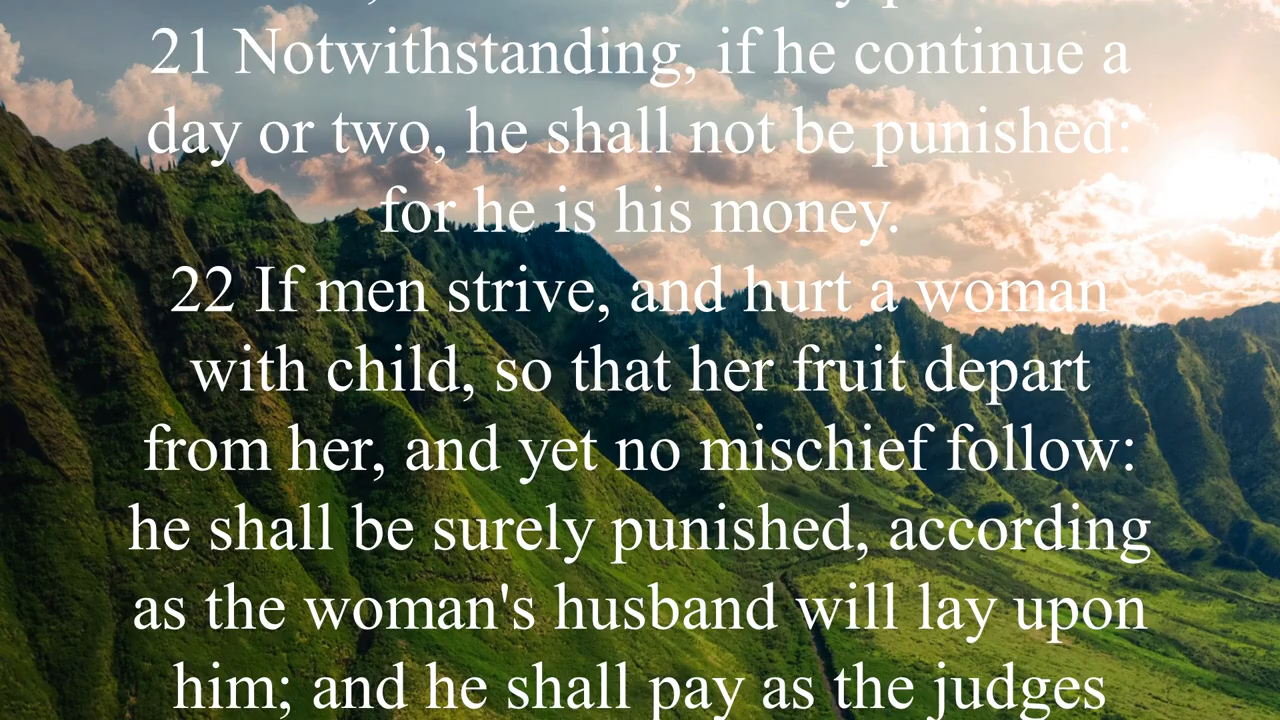 21 Notwithstanding, if he continue a
day or two, he shall not be punished:
for he is his money.
22 If men strive, and hurt a woman
with child, so that her fruit depart
from her, and yet no mischief follow:
he shall be surely punished, according
as the woman's husband will lay upon
him; and he shall pay as the judges